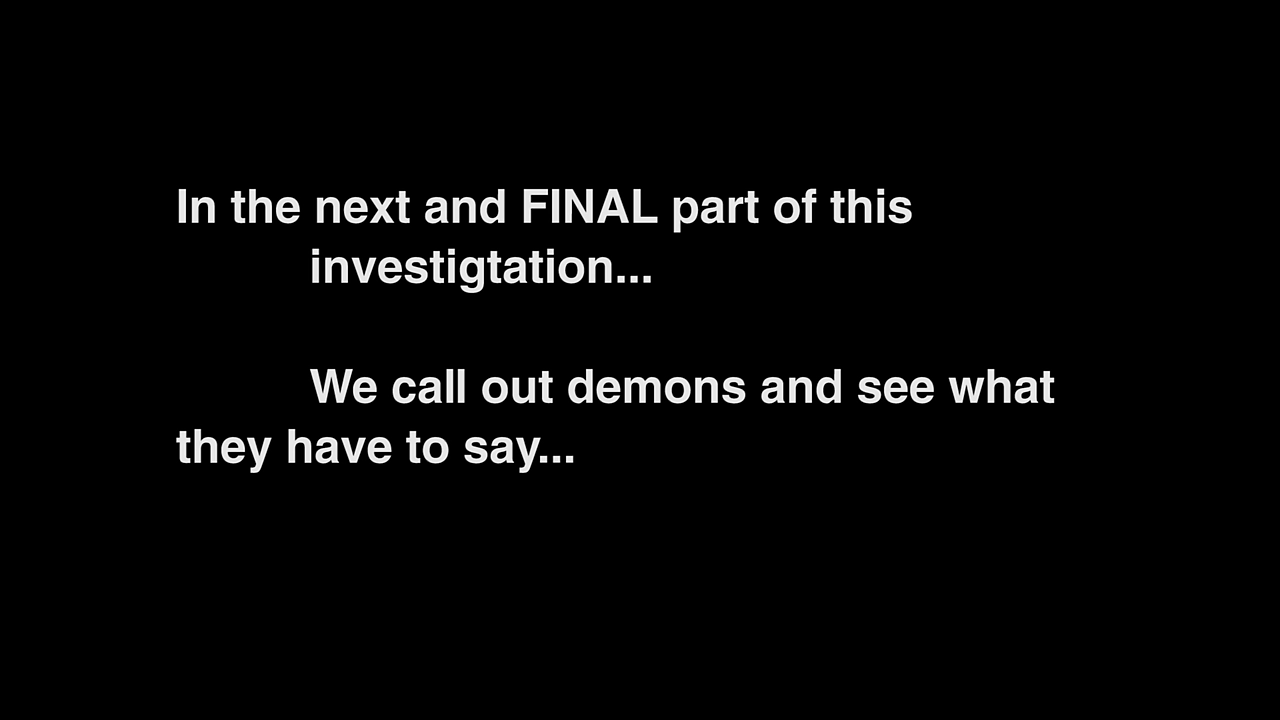 In the next and FINAL part of this
investigtation...
We call out demons and see what
they have to say...